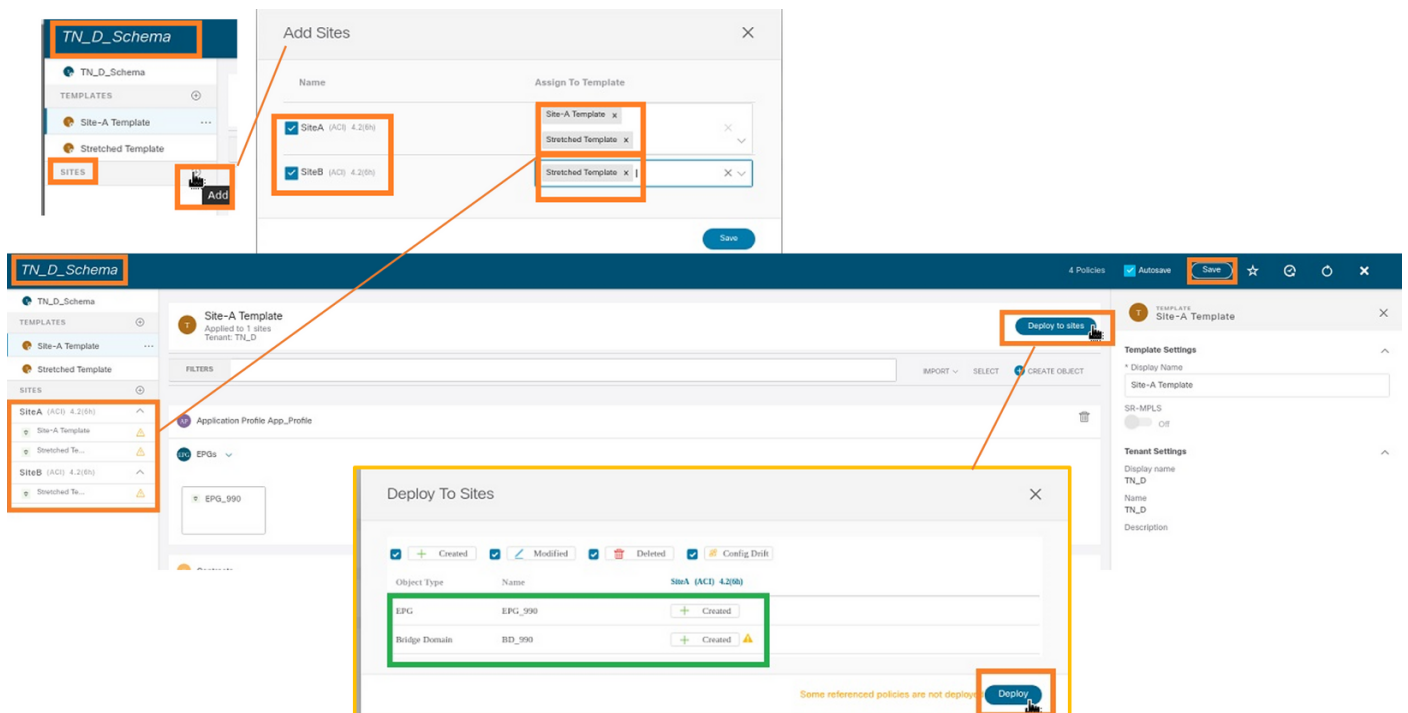 TN_D_Schema
TN_D_Schema
TEMPLATES
Site-A Template
Stretched Template
SITES
Add
Add Sites
Name Assign To Template
SiteA (ACI) 4.2(6h) Site-A Template x
Stretched Template x
SiteB (ACI) 4.2(6h) Stretched Template x
Save
TN_D_Schema
4 Policies Autosave Save
TN_D_Schema
TEMPLATES
Site-A Template
Stretched Template
SITES
SiteA (ACI) 4.2(6h)
Site-A Template
Stretched Te...
SiteB (ACI) 4.2(6h)
Stretched Te...
T
Site-A Template
Applied to 1 sites
Tenant: TN_D
Deploy to sites
FILTERS IMPORT SELECT CREATE OBJECT
AP Application Profile App_Profile
EPG EPGs
EPG_990
T
TEMPLATE
Site-A Template
Template Settings
* Display Name
Site-A Template
SR-MPLS
Off
Tenant Settings
Display name
TN_D
Name
TN_D
Description
Deploy To Sites
Created Modified Deleted Config Drift
Object Type Name SiteA (ACI) 4.2(6h)
EPG EPG_990 Created
Bridge Domain BD_990 Created
Some referenced policies are not deploye
Deploy